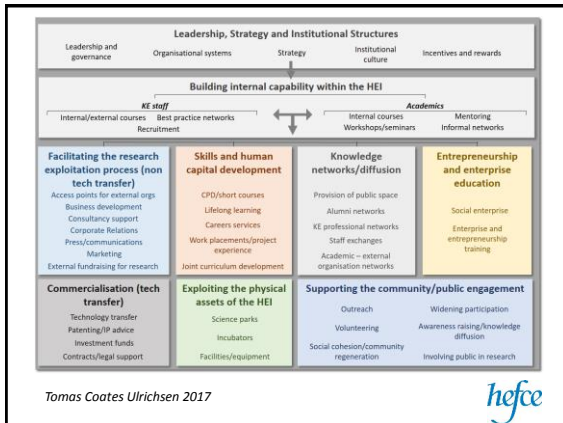 Leadership, Strategy and Institutional Structures
Leadership and governance
Organisational systems
Strategy
Institutional culture
Incentives and rewards
Building internal capability within the HEI
KE staff
Internal/external courses
Best practice networks
Recruitment
Academics
Internal courses
Mentoring
Workshops/seminars
Informal networks
Facilitating the research
exploitation process (non
tech transfer)
Access points for external orgs
Business development
Consultancy support
Corporate Relations
Press/communications
Marketing
External fundraising for research
Skills and human
capital development
CPD/short courses
Lifelong learning
Careers services
Work placements/project
experience
Joint curriculum development
Knowledge
networks/diffusion
Provision of public space
Alumni networks
KE professional networks
Staff exchanges
Academic – external
organisation networks
Entrepreneurship
and enterprise
education
Social enterprise
Enterprise and
entrepreneurship
training
Commercialisation (tech
transfer)
Technology transfer
Patenting/IP advice
Investment funds
Contracts/legal support
Exploiting the physical
assets of the HEI
Science parks
Incubators
Facilities/equipment
Supporting the community/public engagement
Outreach
Volunteering
Social cohesion/community
regeneration
Widening participation
Awareness raising/knowledge
diffusion
Involving public in research
Tomas Coates Ulrichsen 2017
hefce